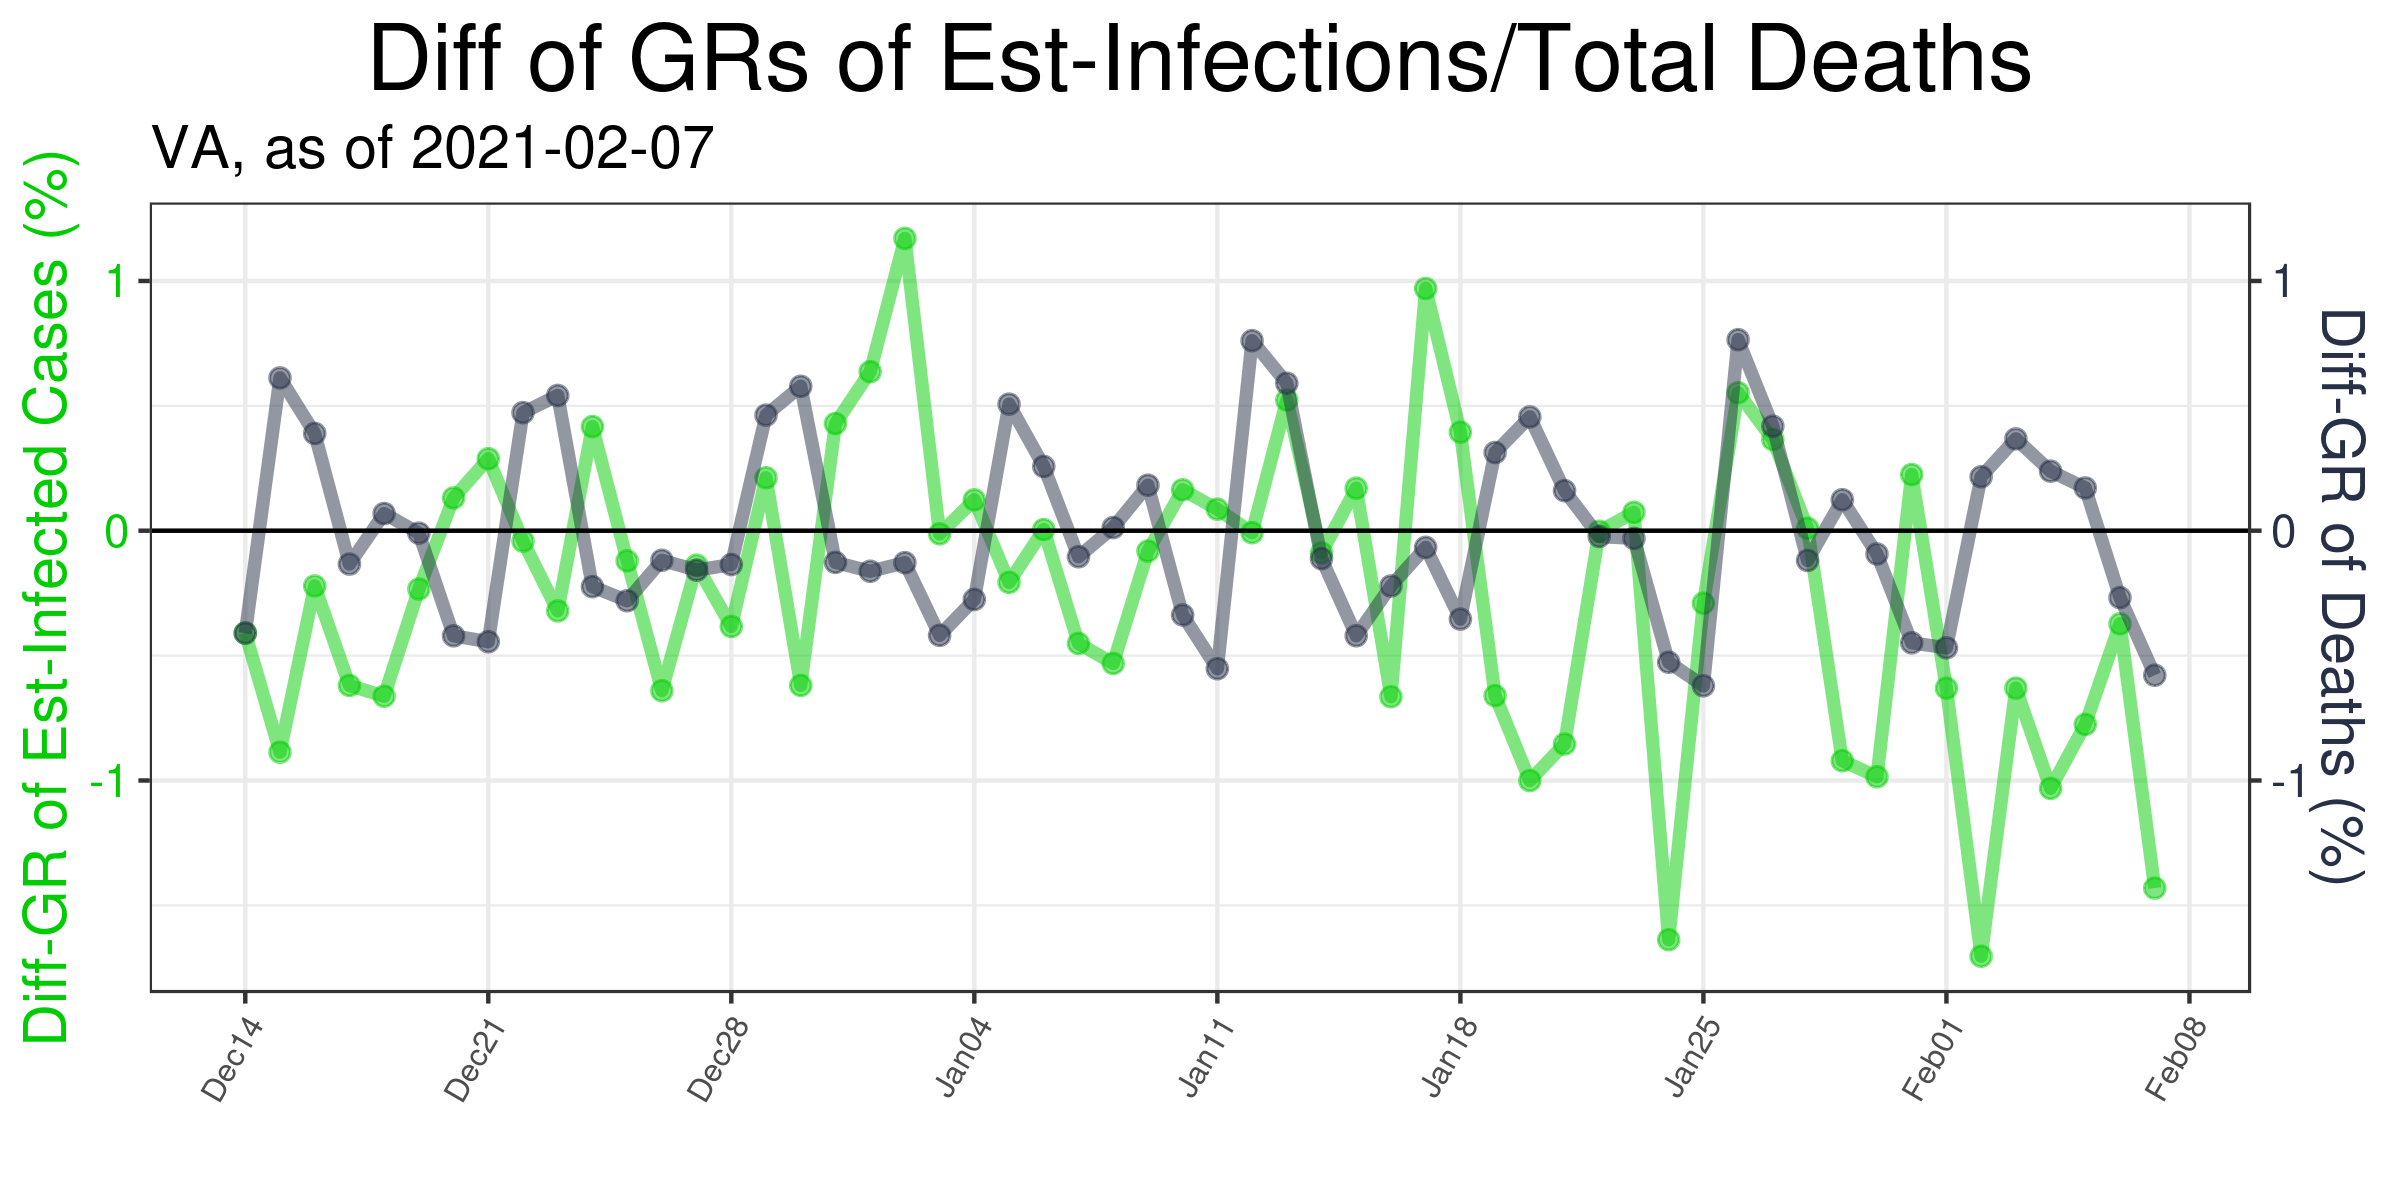 Diff of GRs of Est-Infections/Total Deaths
VA, as of 2021-02-07
Diff-GR of Est-Infected Cases (%)
1
0
-1
1
0
-1
Diff-GR of Deaths (%)
Dec14
Dec21
Dec28
Jan04
Jan11
Jan18
Jan25
Feb01
Feb08